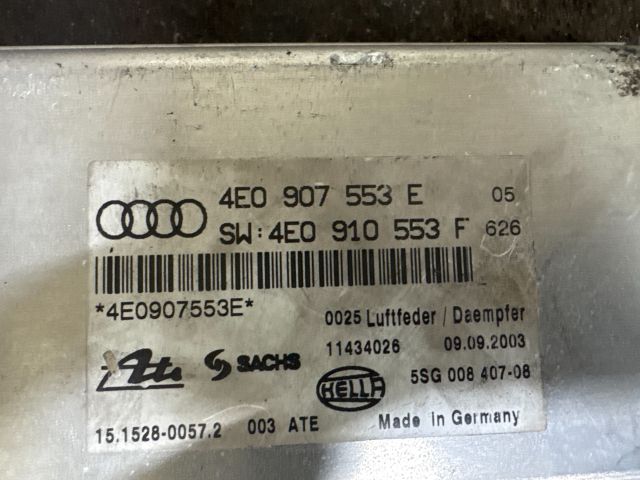 4E0 907 553 E 05
SW: 4E0 910 553 F 626
*4E0907553E*
0025 Luftfeder / Daempfer
11434026 09.09.2003
Ate SACHS HELLA 5SG 008 407-08
15.1528-0057.2 003 ATE Made in Germany